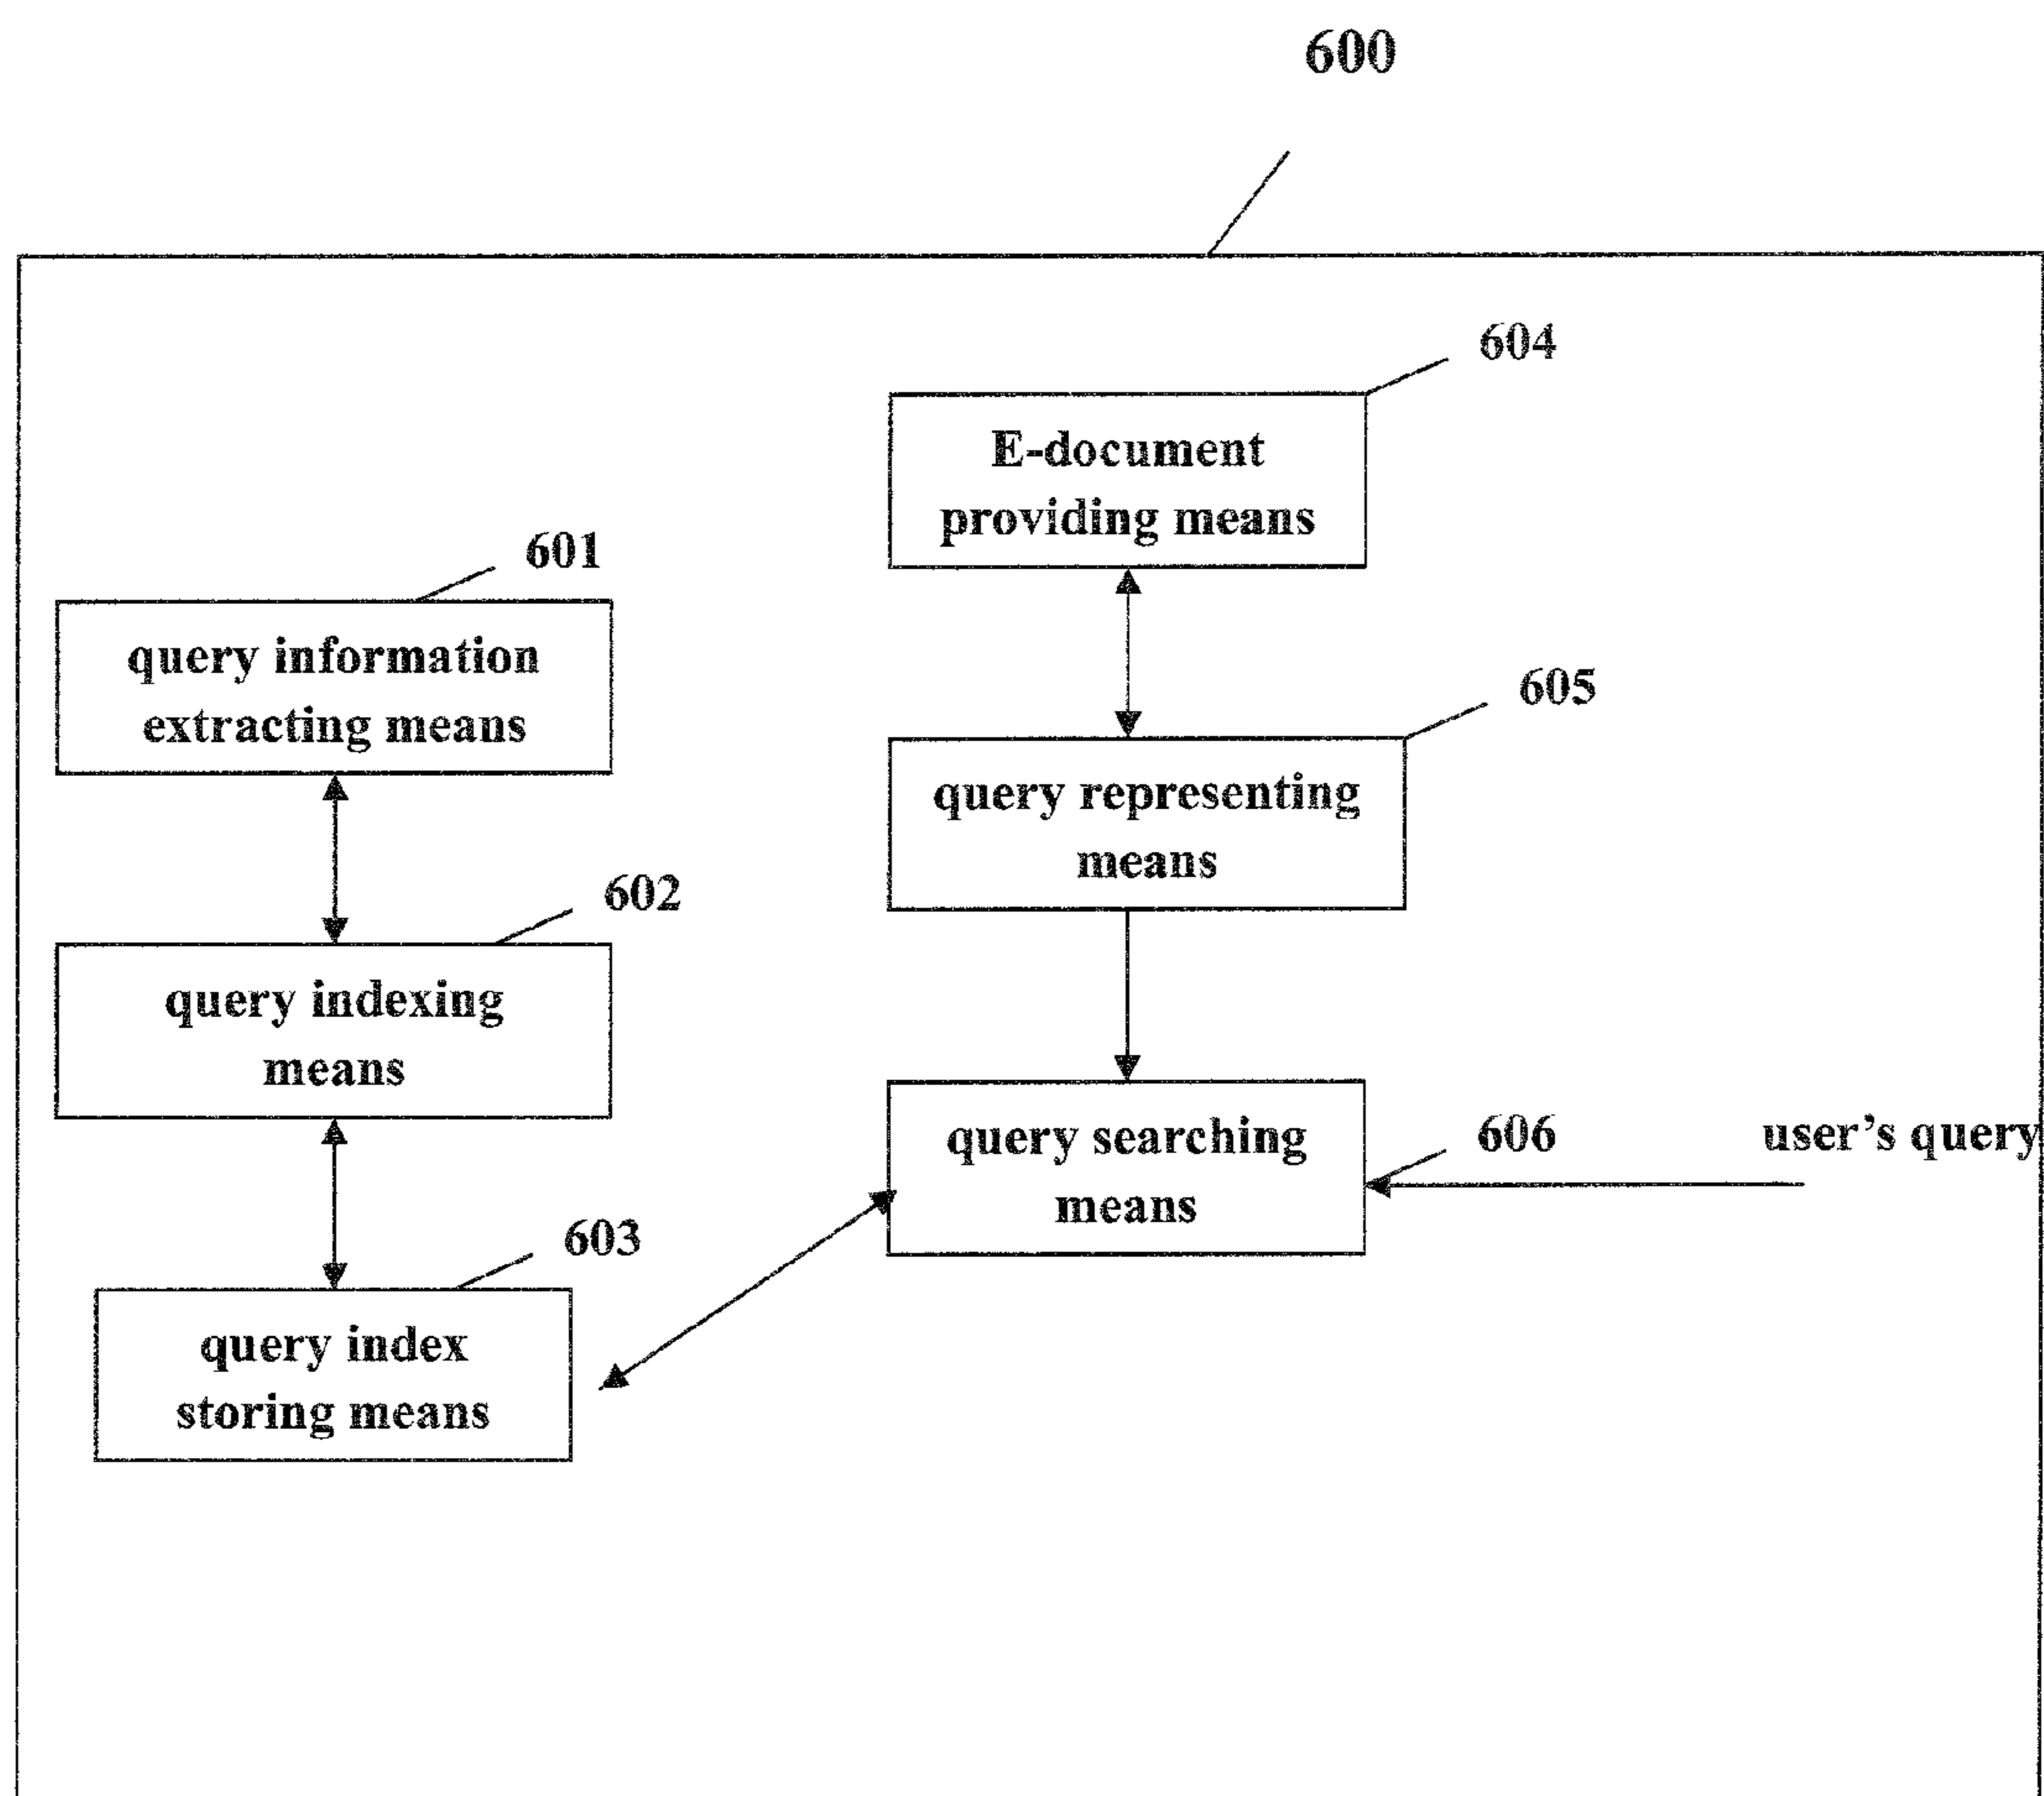 600
604
E-document
providing means
601
query information
extracting means
605
query representing
means
602
query indexing
means
606
query searching
means
user's query
603
query index
storing means